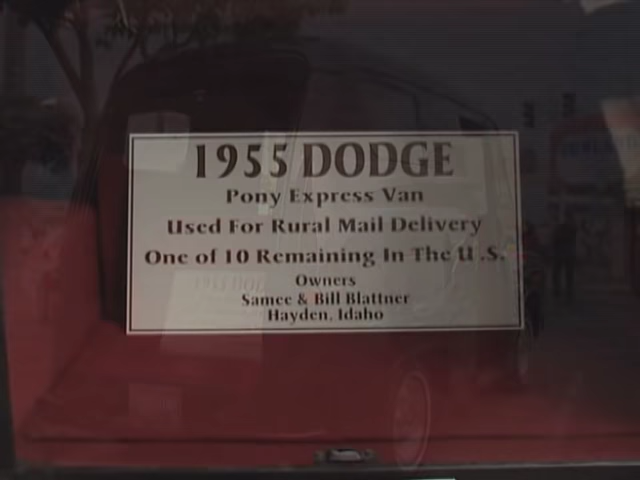 1955 DODGE
Pony Express Van
Used For Rural Mail Delivery
One of 10 Remaining In The U.S.
Owners
Samee & Bill Blattner
Hayden, Idaho